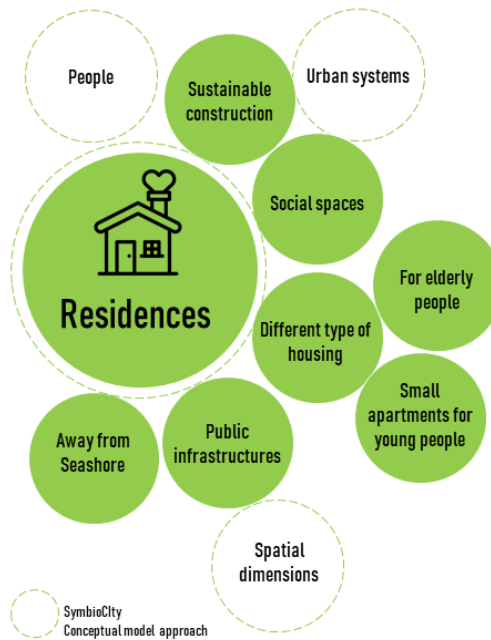 People
Sustainable
construction
Urban systems
Social spaces
Residences
For elderly
people
Different type of
housing
Small
apartments for
young people
Away from
Seashore
Public
infrastructures
Spatial
dimensions
SymbioCIty
Conceptual model approach